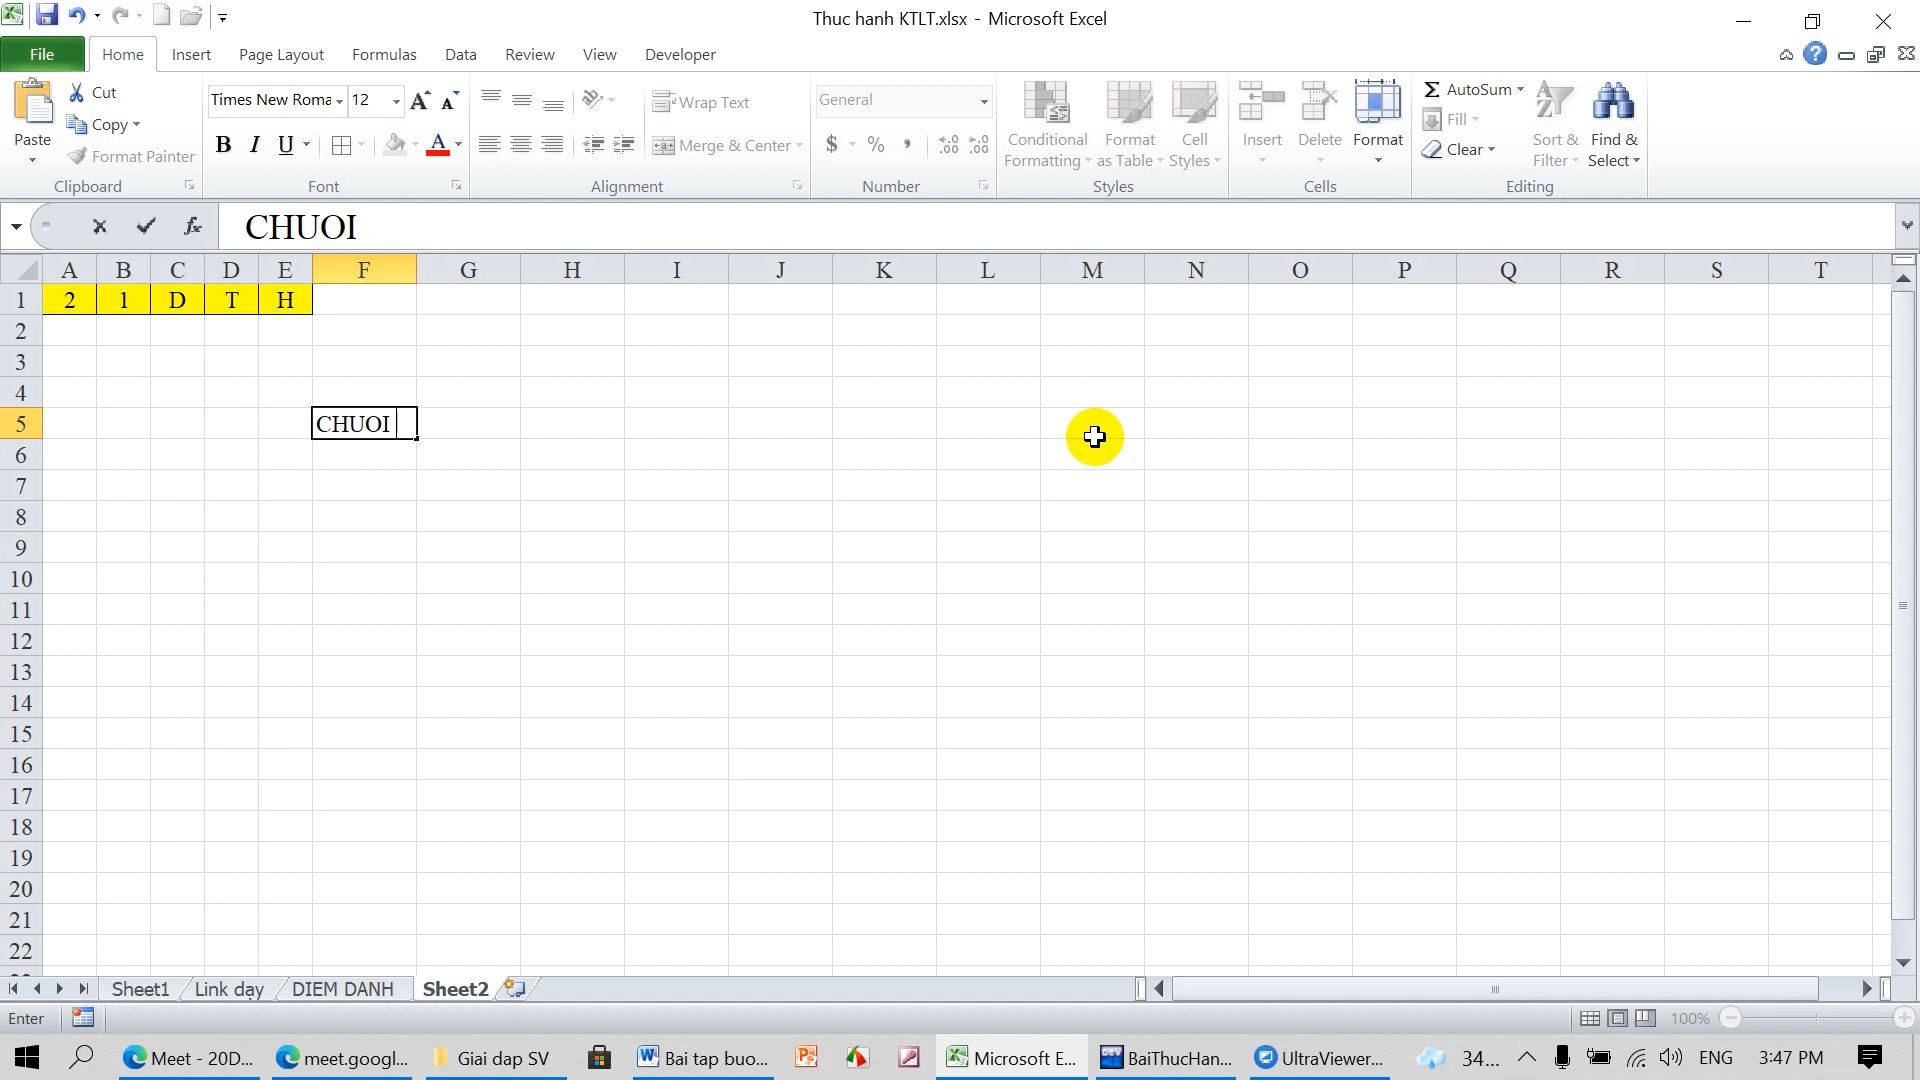 Thuc hanh KTLT.xlsx - Microsoft Excel
File Home Insert Page Layout Formulas Data Review View Developer
Paste
Cut
Copy
Format Painter
Clipboard
Times New Roma 12
B I U
Font
Wrap Text
Merge & Center
Alignment
General
$ % ,
Number
Conditional Formatting
Format as Table
Cell Styles
Styles
Insert Delete Format
Cells
AutoSum
Fill
Clear
Sort & Filter
Find & Select
Editing
fx CHUOI
A B C D E F G H I J K L M N O P Q R S T
1 2 1 D T H
2
3
4
5 CHUOI
6
7
8
9
10
11
12
13
14
15
16
17
18
19
20
21
22
Sheet1 Link dạy DIEM DANH Sheet2
Enter 100%
Meet - 20D... meet.googl... Giai dap SV Bai tap buo... Microsoft E... BaiThucHan... UltraViewer... 34... ENG 3:47 PM